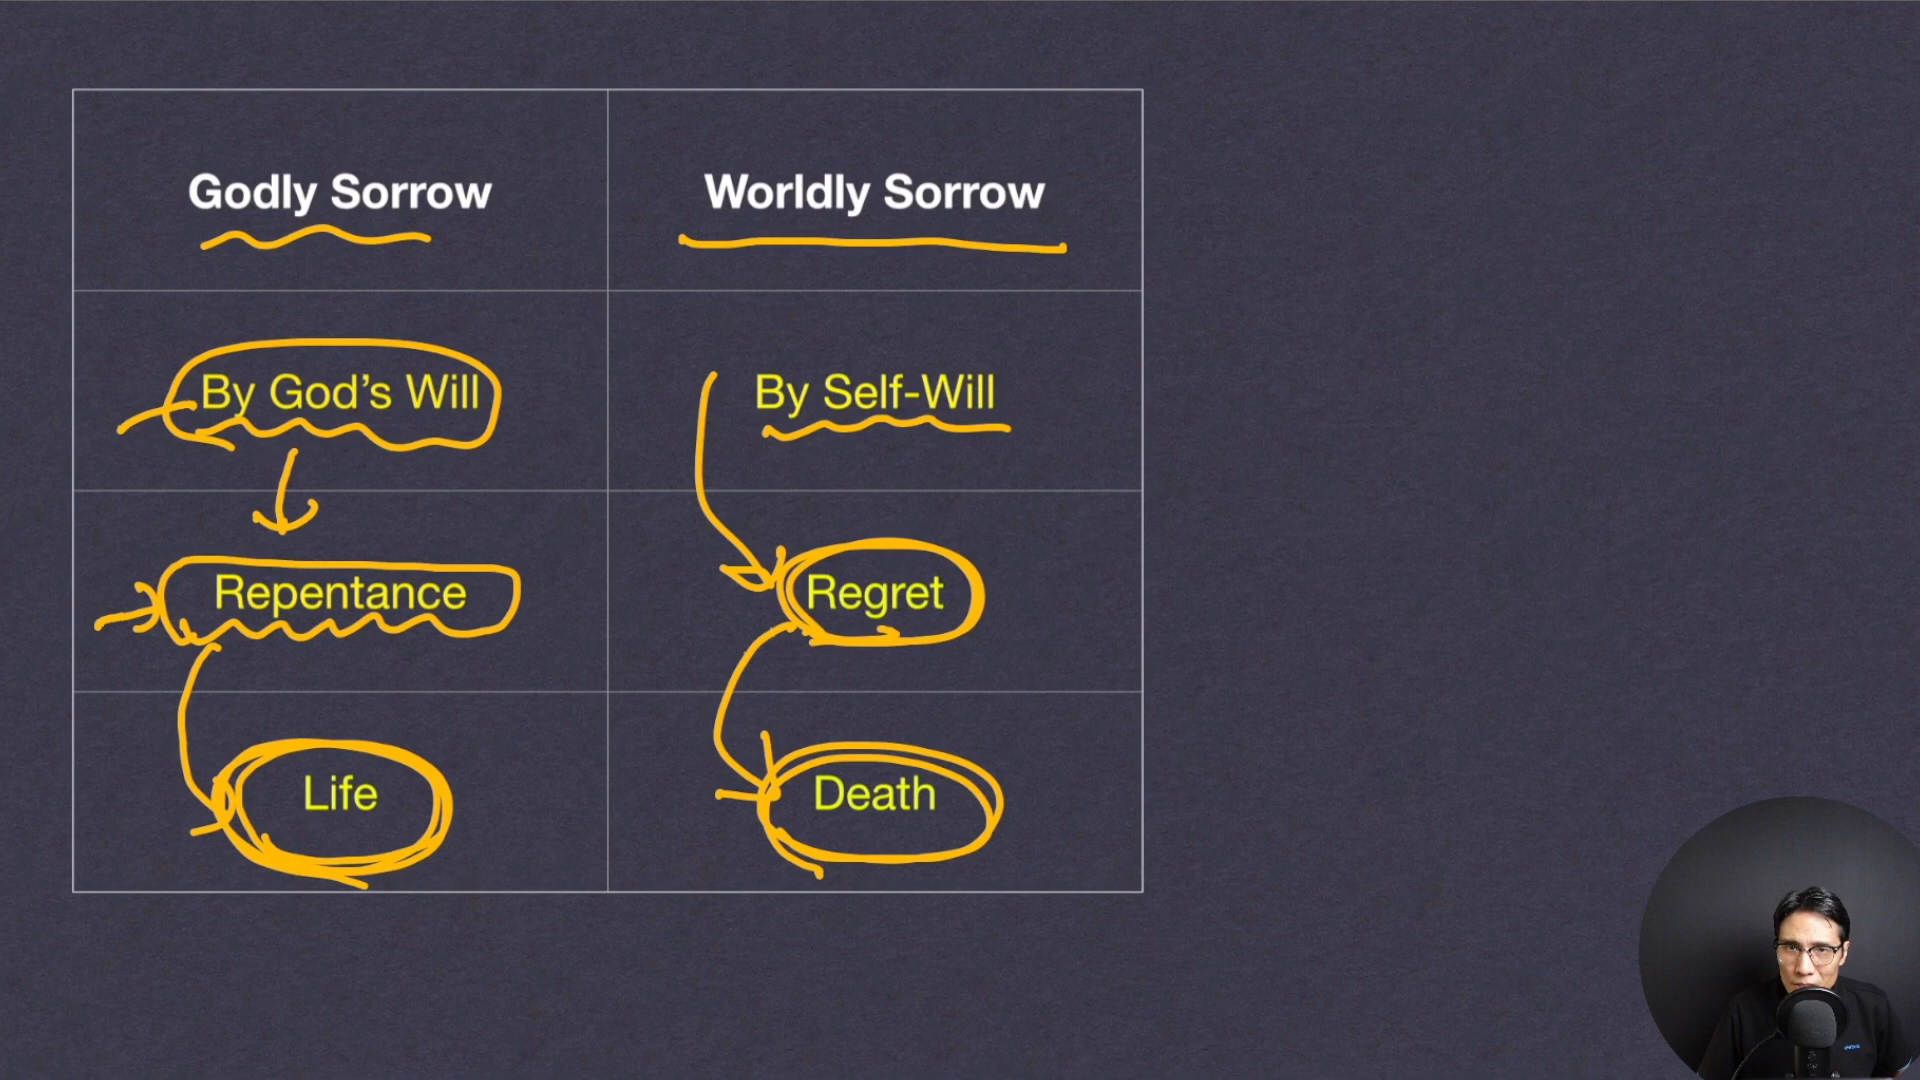 Godly Sorrow
Worldly Sorrow
By God’s Will
By Self-Will
Repentance
Regret
Life
Death